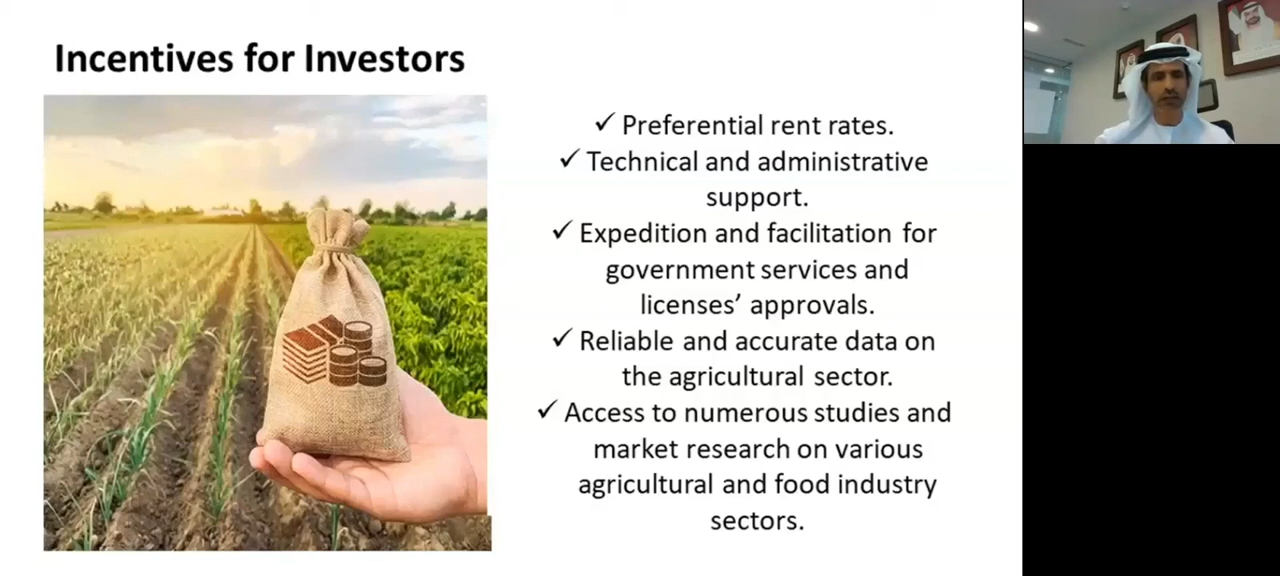 Incentives for Investors
✓ Preferential rent rates.
✓ Technical and administrative
support.
✓ Expedition and facilitation for
government services and
licenses’ approvals.
✓ Reliable and accurate data on
the agricultural sector.
✓ Access to numerous studies and
market research on various
agricultural and food industry
sectors.